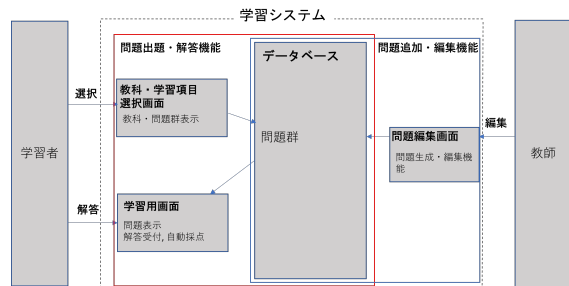 学習システム
問題出題・解答機能
問題追加・編集機能
データベース
選択
教科・学習項目
選択画面
教科・問題群表示
編集
学習者
問題群
問題編集画面
問題生成・編集機
能
教師
解答
学習用画面
問題表示
解答受付, 自動採点